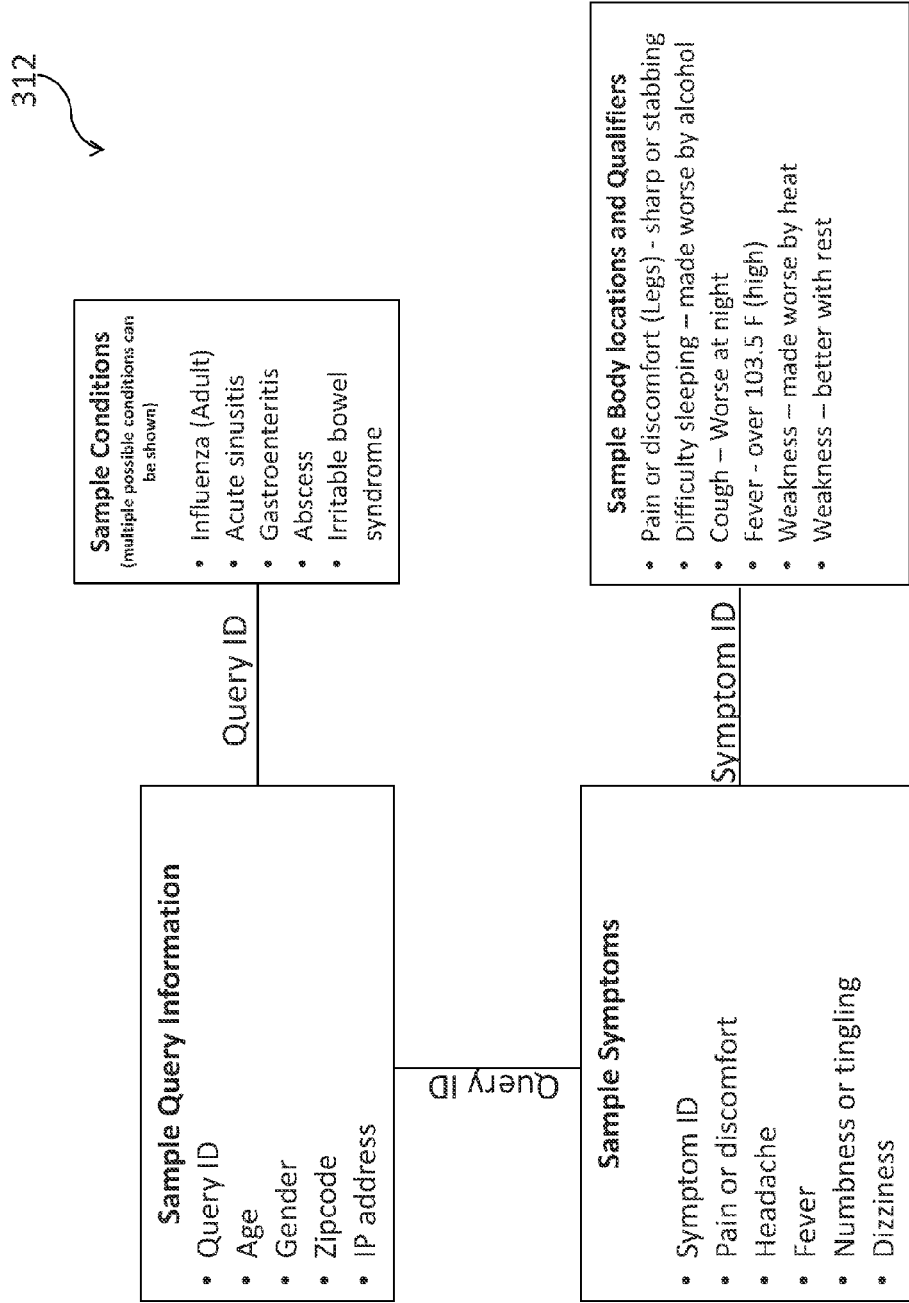 312
Sample Query Information
• Query ID
• Age
• Gender
• Zipcode
• IP address
Query ID
Sample Conditions
(multiple possible conditions can
be shown)
• Influenza (Adult)
• Acute sinusitis
• Gastroenteritis
• Abscess
• Irritable bowel
syndrome
Query ID
Sample Symptoms
• Symptom ID
• Pain or discomfort
• Headache
• Fever
• Numbness or tingling
• Dizziness
Symptom ID
Sample Body locations and Qualifiers
• Pain or discomfort (Legs) - sharp or stabbing
• Difficulty sleeping – made worse by alcohol
• Cough – Worse at night
• Fever - over 103.5 F (high)
• Weakness – made worse by heat
• Weakness – better with rest